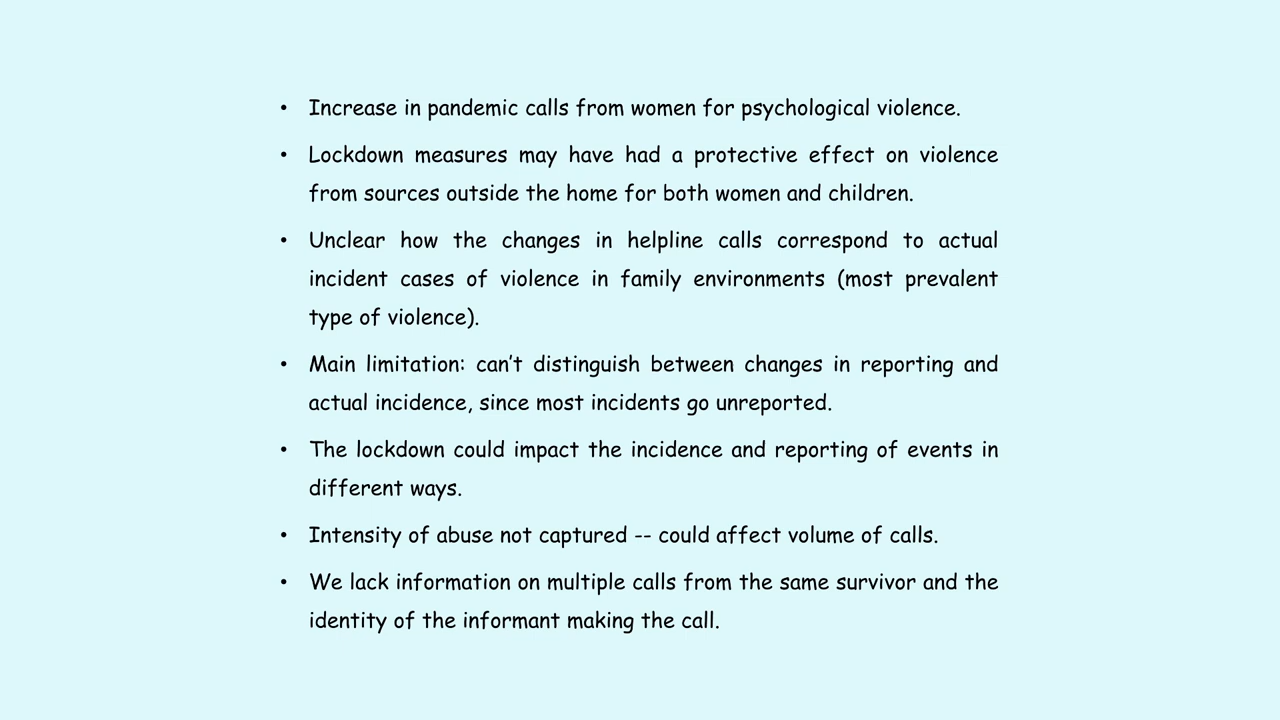 • Increase in pandemic calls from women for psychological violence.
• Lockdown measures may have had a protective effect on violence
from sources outside the home for both women and children.
• Unclear how the changes in helpline calls correspond to actual
incident cases of violence in family environments (most prevalent
type of violence).
• Main limitation: can’t distinguish between changes in reporting and
actual incidence, since most incidents go unreported.
• The lockdown could impact the incidence and reporting of events in
different ways.
• Intensity of abuse not captured -- could affect volume of calls.
• We lack information on multiple calls from the same survivor and the
identity of the informant making the call.